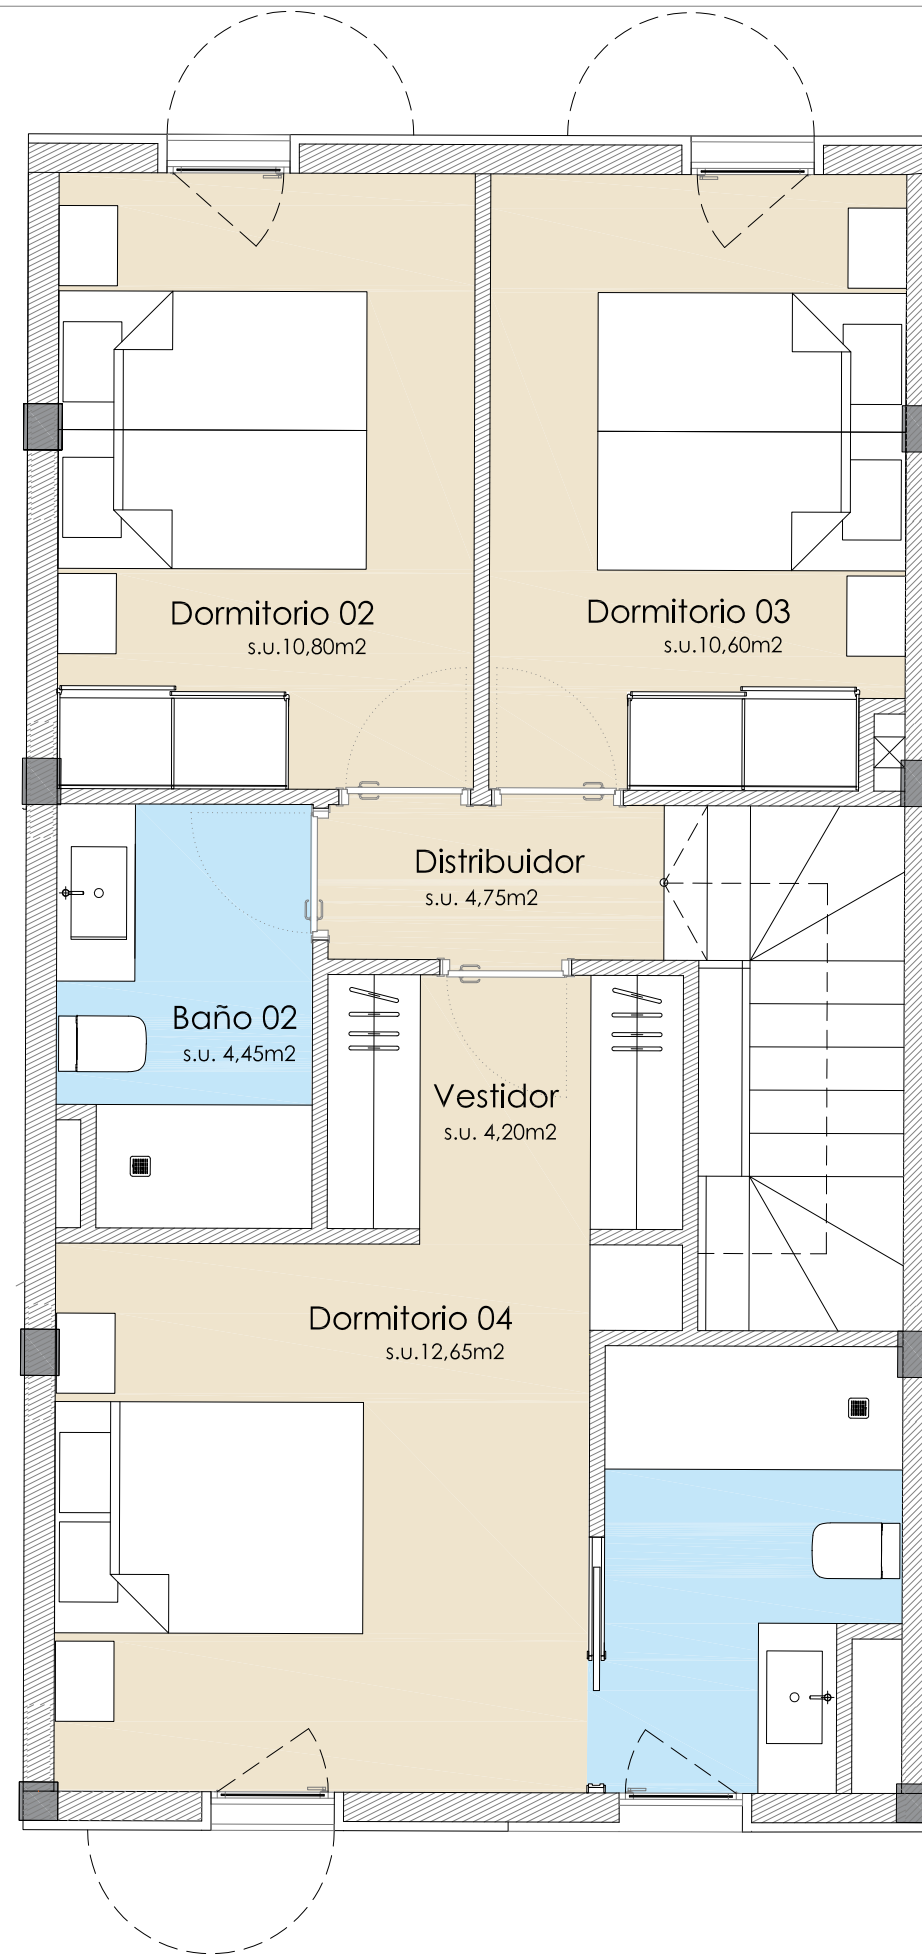 Dormitorio 02
s.u.10,80m2
Dormitorio 03
s.u.10,60m2
Distribuidor
s.u. 4,75m2
Baño 02
s.u. 4,45m2
Vestidor
s.u. 4,20m2
Dormitorio 04
s.u.12,65m2